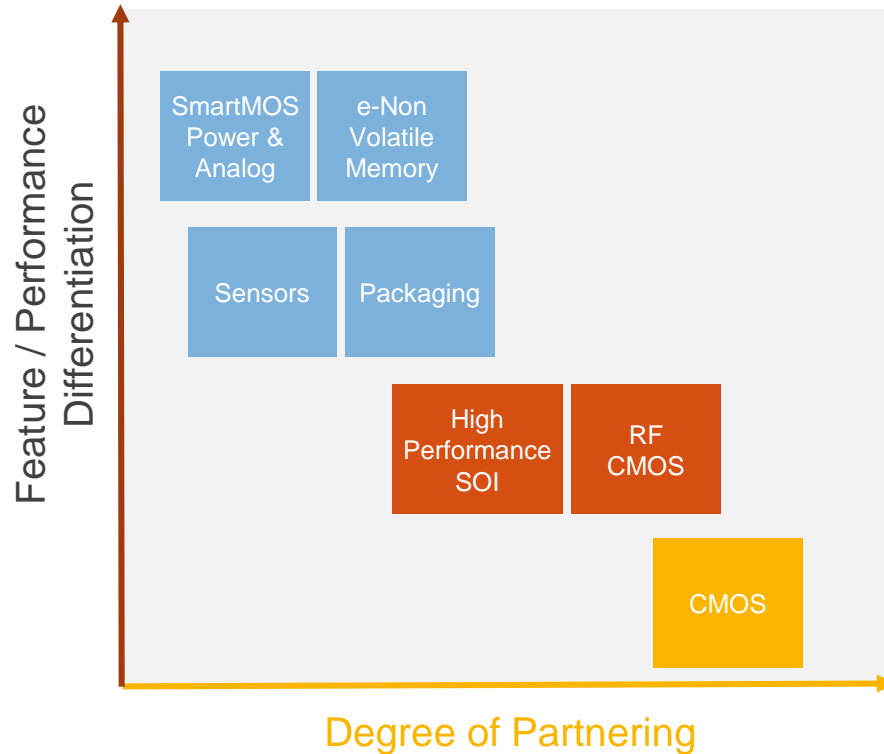 Feature / Performance
Differentiation
SmartMOS
Power &
Analog
e-Non
Volatile
Memory
Sensors
Packaging
High
Performance
SOI
RF
CMOS
CMOS
Degree of Partnering